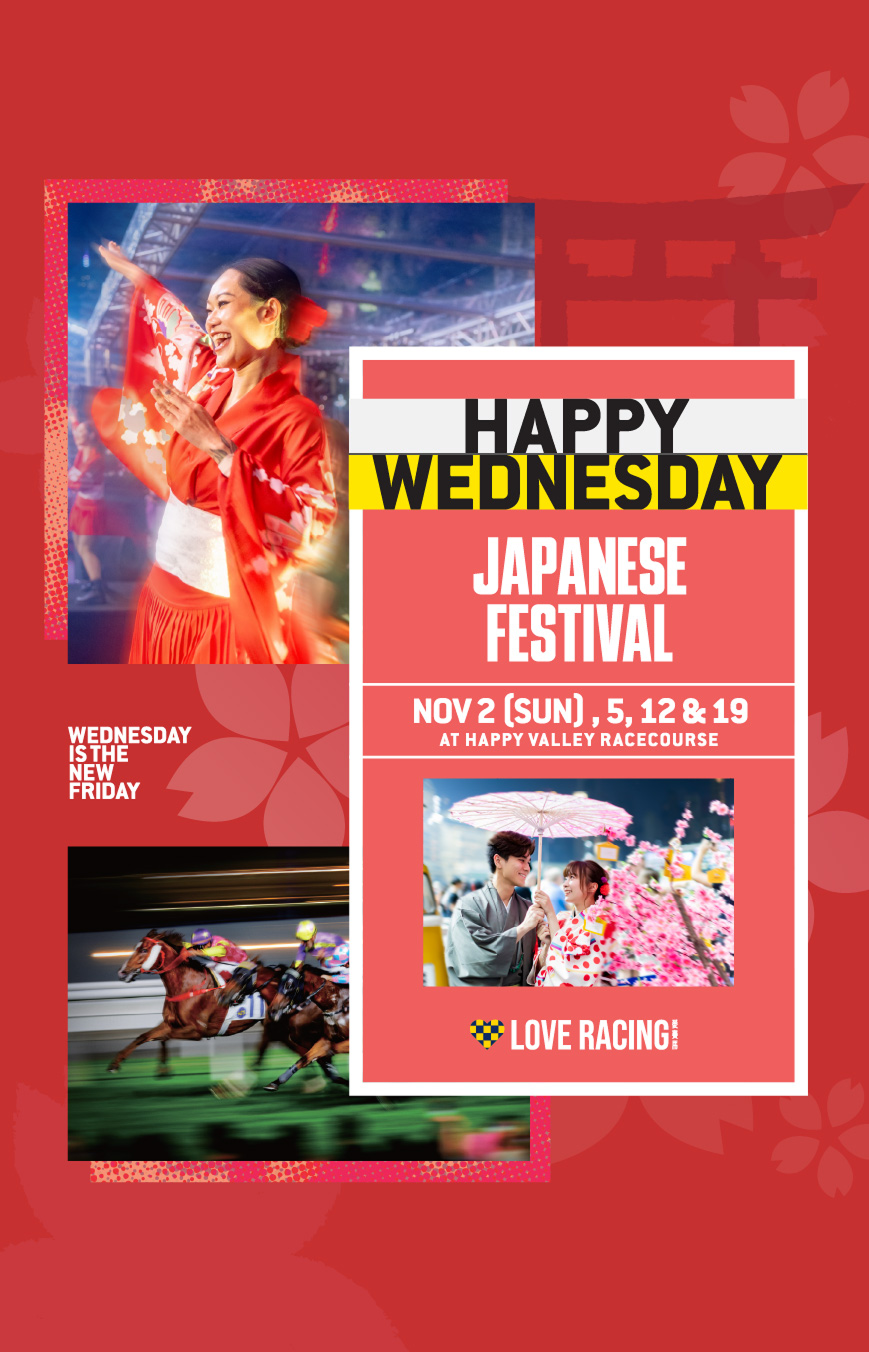 HAPPY
WEDNESDAY
JAPANESE
FESTIVAL
NOV 2 (SUN) , 5, 12 & 19
AT HAPPY VALLEY RACECOURSE
WEDNESDAY
IS THE
NEW
FRIDAY
11
LOVE RACING